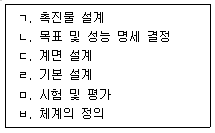 ㄱ. 촉진물 설계
ㄴ. 목표 및 성능 명세 결정
ㄷ. 계면 설계
ㄹ. 기본 설계
ㅁ. 시험 및 평가
ㅂ. 체계의 정의